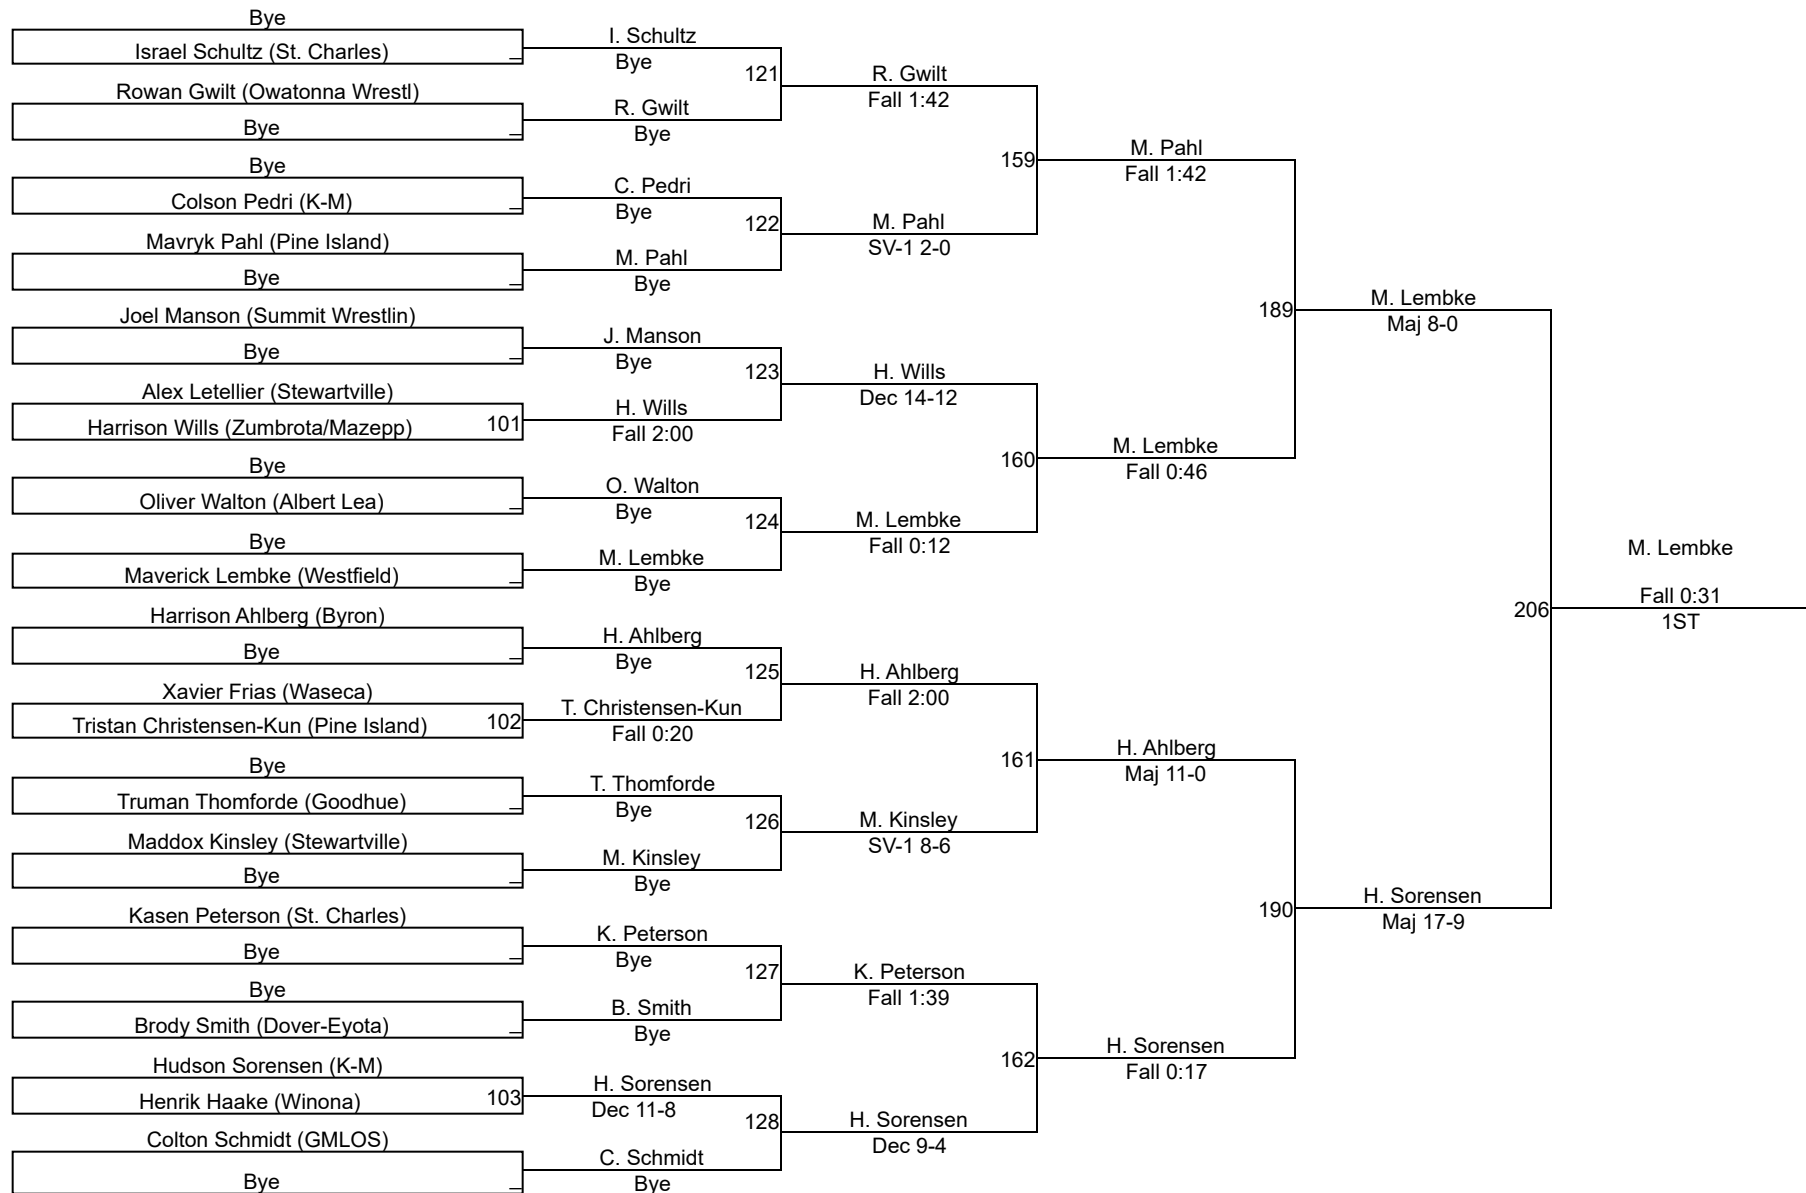 Bye
Israel Schultz (St. Charles)
_
Rowan Gwilt (Owatonna Wrestl)
Bye
_
Bye
Colson Pedri (K-M)
_
Mavryk Pahl (Pine Island)
Bye
_
Joel Manson (Summit Wrestlin)
Bye
_
Alex Letellier (Stewartville)
Harrison Wills (Zumbrota/Mazepp)
101
Bye
Oliver Walton (Albert Lea)
_
Bye
Maverick Lembke (Westfield)
_
Harrison Ahlberg (Byron)
Bye
_
Xavier Frias (Waseca)
Tristan Christensen-Kun (Pine Island)
102
Bye
Truman Thomforde (Goodhue)
_
Maddox Kinsley (Stewartville)
Bye
_
Kasen Peterson (St. Charles)
Bye
_
Bye
Brody Smith (Dover-Eyota)
_
Hudson Sorensen (K-M)
Henrik Haake (Winona)
103
Colton Schmidt (GMLOS)
Bye
_
I. Schultz
Bye
121
R. Gwilt
Bye
C. Pedri
Bye
122
M. Pahl
Bye
J. Manson
Bye
123
H. Wills
Fall 2:00
O. Walton
Bye
124
M. Lembke
Bye
H. Ahlberg
Bye
125
T. Christensen-Kun
Fall 0:20
T. Thomforde
Bye
126
M. Kinsley
Bye
K. Peterson
Bye
127
B. Smith
Bye
H. Sorensen
Dec 11-8
128
C. Schmidt
Bye
R. Gwilt
Fall 1:42
159
M. Pahl
SV-1 2-0
H. Wills
Dec 14-12
160
M. Lembke
Fall 0:12
H. Ahlberg
Fall 2:00
161
M. Kinsley
SV-1 8-6
K. Peterson
Fall 1:39
162
H. Sorensen
Dec 9-4
M. Pahl
Fall 1:42
189
M. Lembke
Fall 0:46
H. Ahlberg
Maj 11-0
190
H. Sorensen
Fall 0:17
M. Lembke
Maj 8-0
206
H. Sorensen
Maj 17-9
M. Lembke
Fall 0:31
1ST